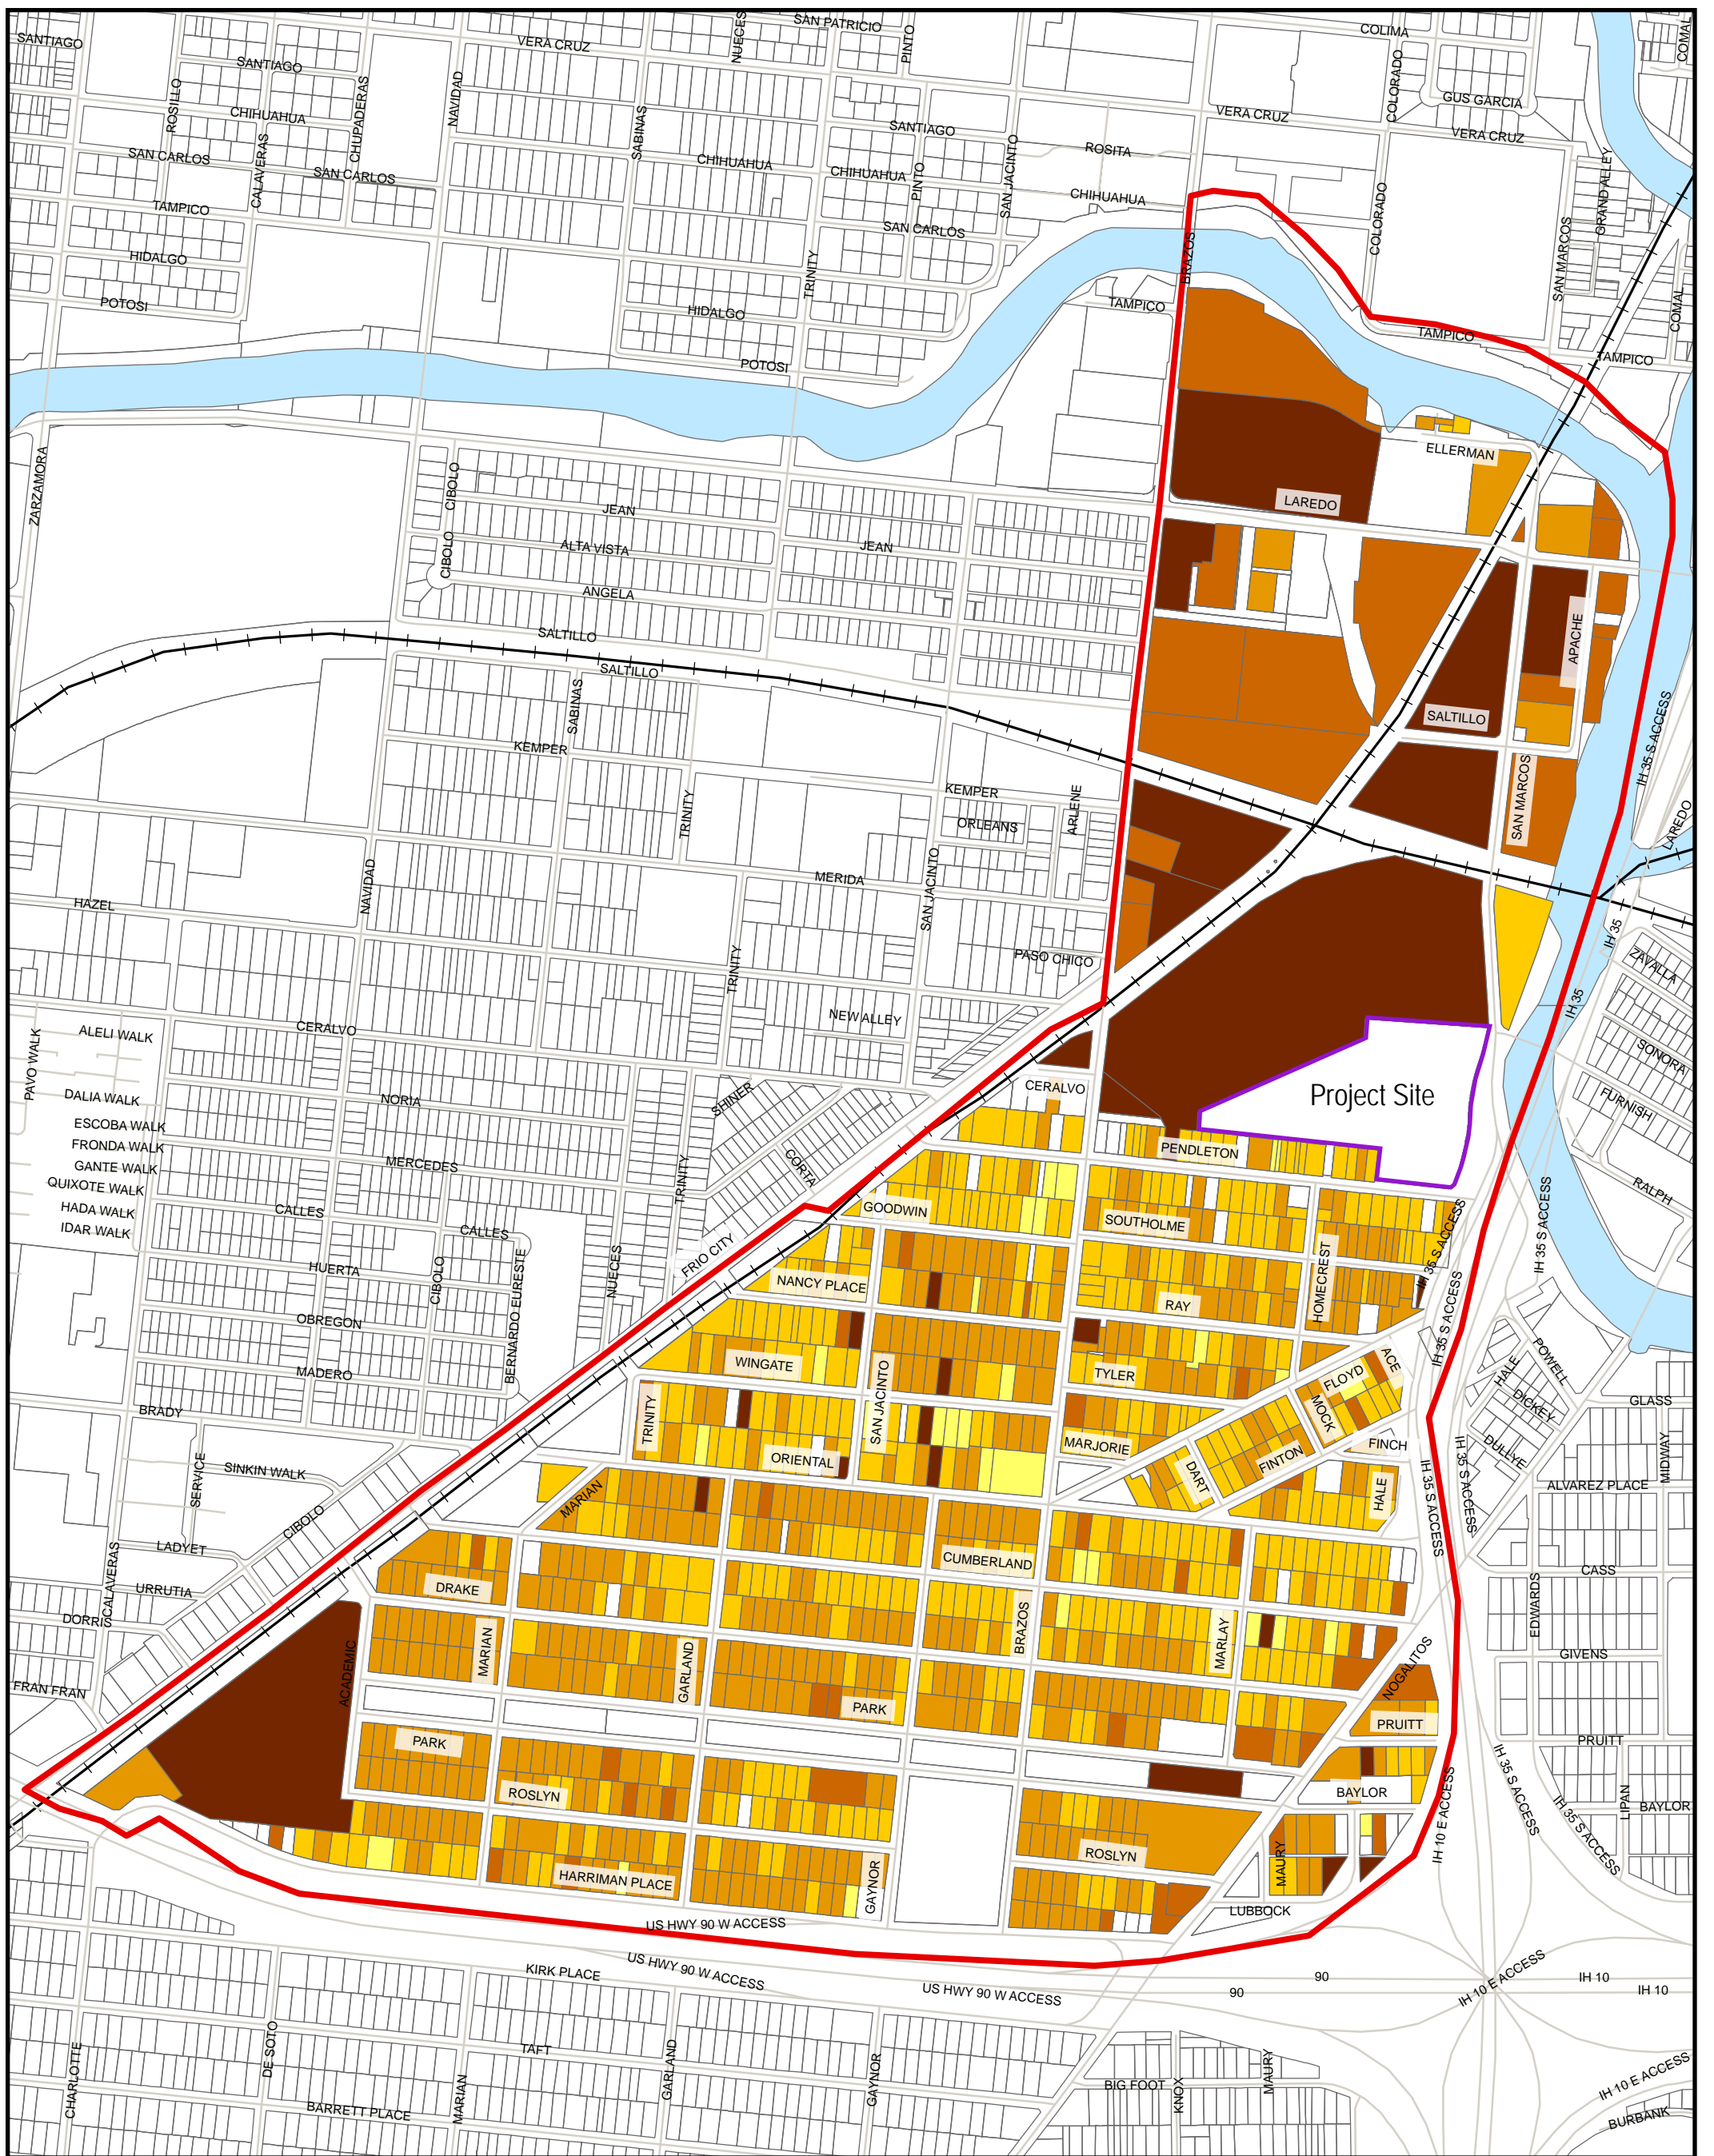 SAN PATRICIO
COLIMA
COMAL
SANTIAGO
VERA CRUZ
NUECES
PINTO
SANTIAGO
CHUPADERAS
NAVIDAD
COLORADO
GUS GARCIA
ROSILLO
CHIHUAHUA
SABINAS
SANTIAGO
VERA CRUZ
VERA CRUZ
CALAVERAS
SAN CARLOS
SAN CARLOS
CHIHUAHUA
CHIHUAHUA
PINTO
SAN JACINTO
ROSITA
CHIHUAHUA
GRAND ALLEY
TAMPICO
SAN CARLOS
COLORADO
SAN MARCOS
HIDALGO
TRINITY
BRAZOS
POTOSI
HIDALGO
TAMPICO
TAMPICO
COMAL
TAMPICO
POTOSI
ZARZAMORA
CIBOLO
ELLERMAN
JEAN
LAREDO
ALTA VISTA
JEAN
CIBOLO
ANGELA
SALTILLO
APACHE
SALTILLO
SABINAS
SALTILLO
IH 35 S ACCESS
KEMPER
KEMPER
ARLENE
SAN MARCOS
TRINITY
ORLEANS
LAREDO
NAVIDAD
MERIDA
SAN JACINTO
HAZEL
IH 35
PASO CHICO
ZAVALLA
TRINITY
IH 35
NEW ALLEY
CERALVO
ALELI WALK
PAVO WALK
SONORA
CERALVO
Project Site
DALIA WALK
NORIA
SHINER
FURNISH
ESCOBA WALK
FRONDA WALK
GANTE WALK
MERCEDES
CORTA
TRINITY
PENDLETON
QUIXOTE WALK
RALPH
HADA WALK
CALLES
GOODWIN
SOUTHOLME
IDAR WALK
CALLES
FRIO CITY
IH 35 S ACCESS
IH 35 S ACCESS
HUERTA
CIBOLO
BERNARDO EURESTE
NUECES
NANCY PLACE
RAY
HOMECREST
OBREGON
IH 35 S ACCESS
MADERO
WINGATE
TYLER
FLOYD
ACE
POWELL
HALE
BRADY
TRINITY
SAN JACINTO
MOCK
DICKEY
GLASS
MARJORIE
FINCH
DULLYE
MIDWAY
SERVICE
SINKIN WALK
ORIENTAL
DART
FINTON
HALE
IH 35 S ACCESS
IH 35 S ACCESS
ALVAREZ PLACE
CIBOLO
MARIAN
LADYET
CUMBERLAND
CASS
CALAVERAS
URRUTIA
DRAKE
DORRIS
BRAZOS
MARLAY
EDWARDS
ACADEMIC
MARIAN
GARLAND
NOGALITOS
GIVENS
FRAN FRAN
PARK
PRUITT
PARK
PRUITT
ROSLYN
BAYLOR
IH 35 S ACCESS
LIPAN
BAYLOR
IH 10 E ACCESS
IH 35 S ACCESS
ROSLYN
MAURY
HARRIMAN PLACE
GAYNOR
LUBBOCK
US HWY 90 W ACCESS
US HWY 90 W ACCESS
KIRK PLACE
90
IH 10
IH 10 E ACCESS
US HWY 90 W ACCESS
90
IH 10
DE SOTO
TAFT
CHARLOTTE
GARLAND
GAYNOR
MAURY
BIG FOOT
KNOX
IH 10 E ACCESS
MARIAN
BARRETT PLACE
BURBANK